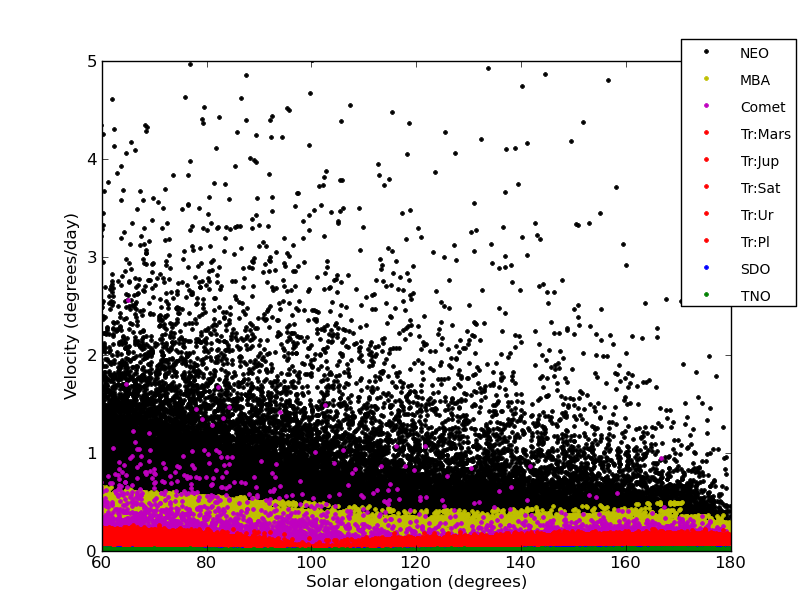 NEO
MBA
Comet
Tr:Mars
Tr:Jup
Tr:Sat
Tr:Ur
Tr:Pl
SDO
TNO
5
4
3
2
1
0
Velocity (degrees/day)
60 80 100 120 140 160 180
Solar elongation (degrees)